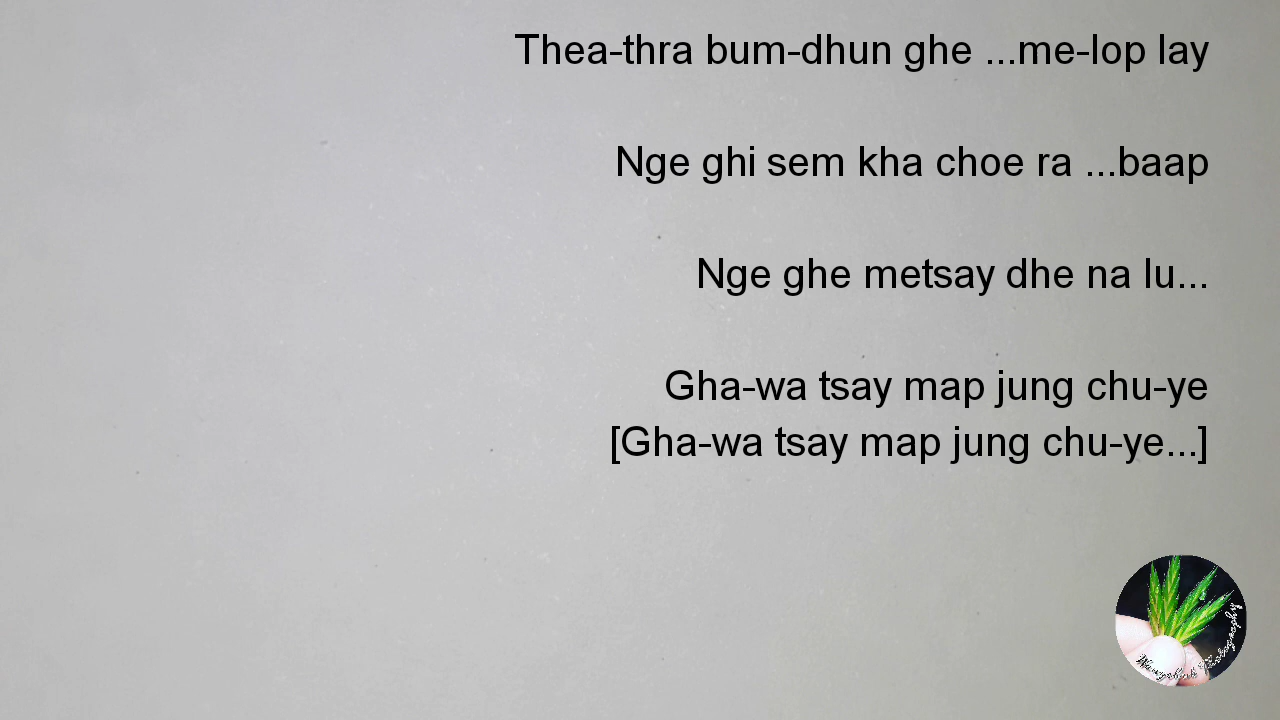 Thea-thra bum-dhun ghe ...me-lop lay
Nge ghi sem kha choe ra ...baap
Nge ghe metsay dhe na lu...
Gha-wa tsay map jung chu-ye
[Gha-wa tsay map jung chu-ye...]
Photography